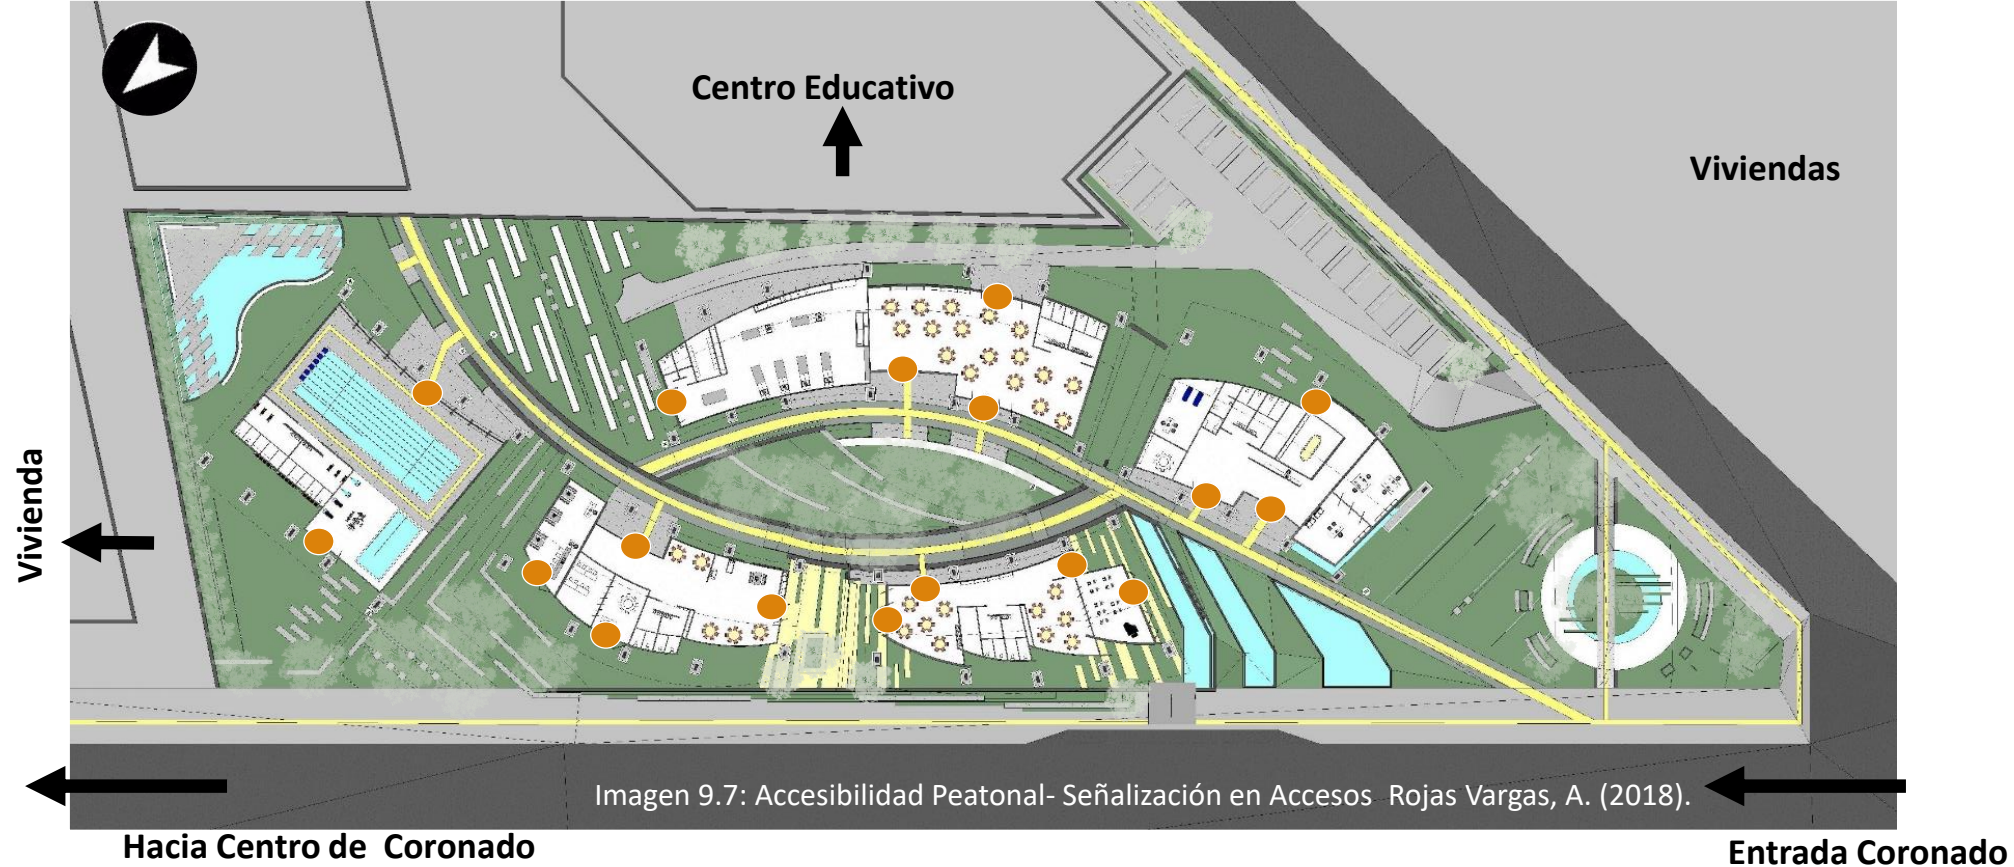 Centro Educativo
Viviendas
Vivienda
Imagen 9.7: Accesibilidad Peatonal- Señalización en Accesos  Rojas Vargas, A. (2018).
Hacia Centro de  Coronado
Entrada Coronado